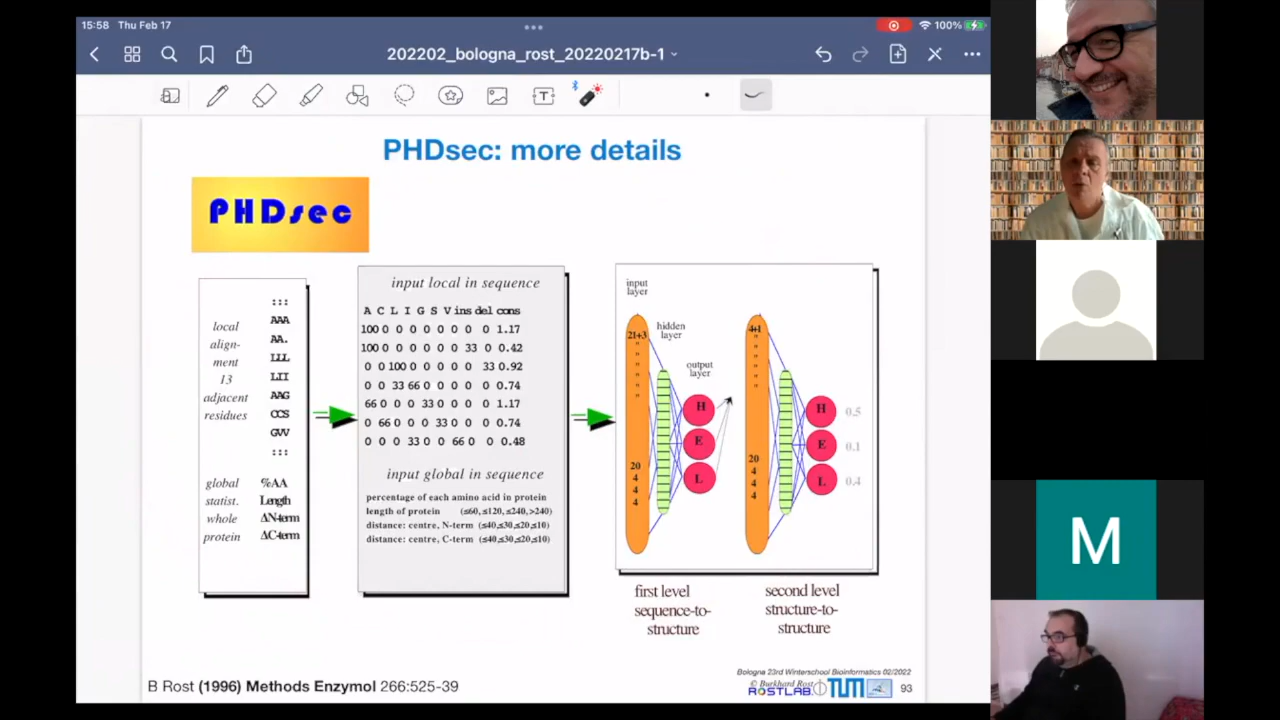 15:58 Thu Feb 17
100%
202202_bologna_rost_20220217b-1
T
PHDsec: more details
PHDsec
local
align-
ment
13
adjacent
residues
:::
AAA
AA.
LLL
LII
AAG
CCS
GVV
:::
global
statist.
whole
protein
%AA
Length
ΔN-term
ΔC-term
input local in sequence
A C L I G S V ins del cons
100 0 0 0 0 0 0 0 0 1.17
100 0 0 0 0 0 0 33 0 0.42
0 0 100 0 0 0 0 0 33 0.92
0 0 33 66 0 0 0 0 0 0.74
66 0 0 0 33 0 0 0 0 1.17
0 66 0 0 0 33 0 0 0 0.74
0 0 0 33 0 0 66 0 0 0.48
input global in sequence
percentage of each amino acid in protein
length of protein (≤60, ≤120, ≤240, >240)
distance: centre, N-term (≤40,≤30,≤20,≤10)
distance: centre, C-term (≤40,≤30,≤20,≤10)
input
layer
hidden
layer
output
layer
21+3
"
"
"
"
"
"
20
4
4
4
H
E
L
4+1
"
"
"
"
"
20
4
4
4
H 0.5
E 0.1
L 0.4
first level
sequence-to-
structure
second level
structure-to-
structure
B Rost (1996) Methods Enzymol 266:525-39
Bologna 23rd Winterschool Bioinformatics 02/2022
© Burkhard Rost
ROSTLAB TUM
93
M